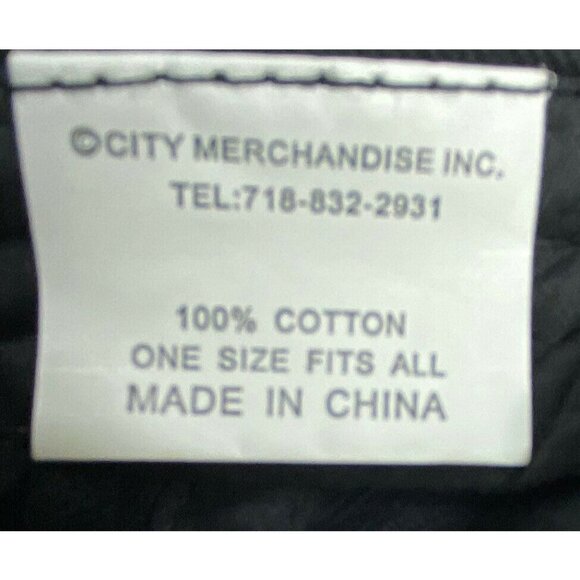 ©CITY MERCHANDISE INC.
TEL:718-832-2931
100% COTTON
ONE SIZE FITS ALL
MADE IN CHINA